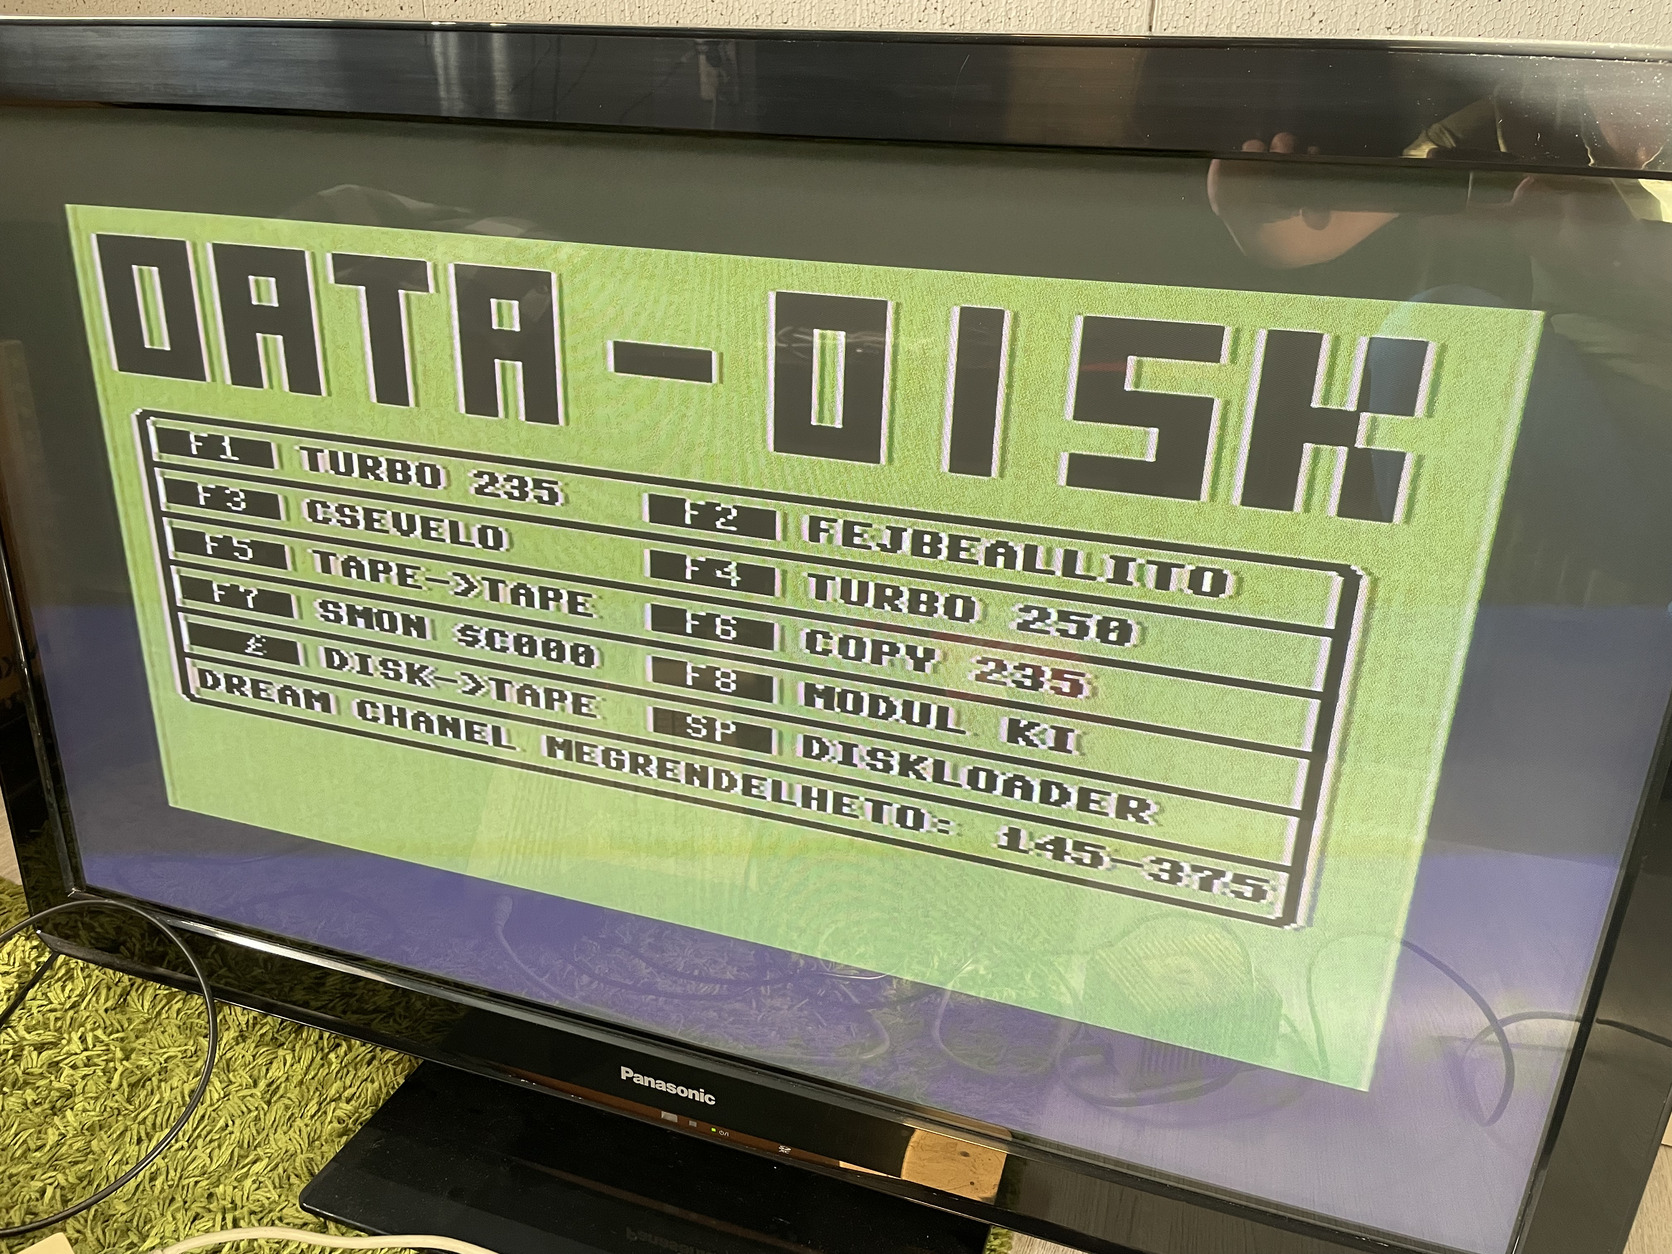 DATA-DISK
F1 TURBO 235 F2 FEJBEALLITO
F3 CSEVELO F4 TURBO 250
F5 TAPE->TAPE F6 COPY 235
F7 SMON $C000 F8 MODUL KI
£ DISK->TAPE SP DISKLOADER
DREAM CHANEL MEGRENDELHETO: 145-375
Panasonic